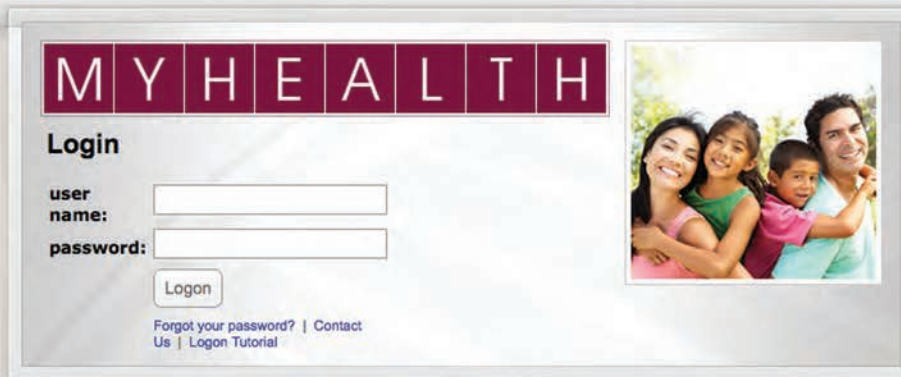 MYHEALTH
Login
user
name:
password:
Logon
Forgot your password? | Contact
Us | Logon Tutorial